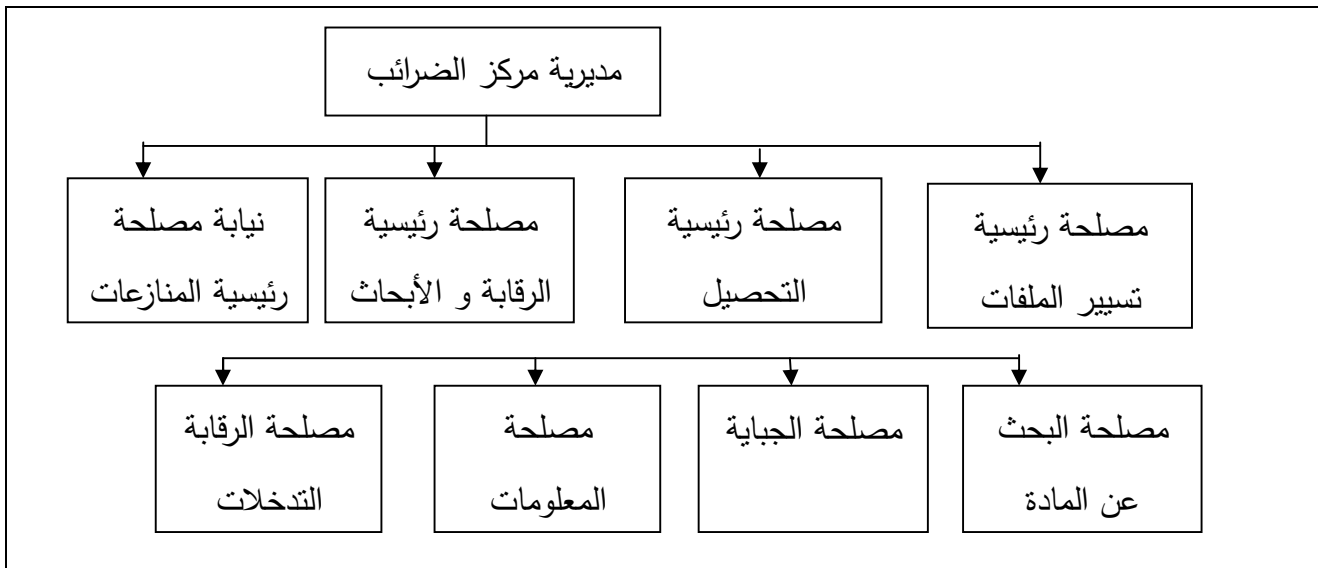 مديرية مركز الضرائب
مصلحة رئيسية
تسيير الملفات
مصلحة رئيسية
التحصيل
مصلحة رئيسية
الرقابة و الأبحاث
نيابة مصلحة
رئيسية المنازعات
مصلحة البحث
عن المادة
مصلحة الجباية
مصلحة
المعلومات
مصلحة الرقابة
التدخلات